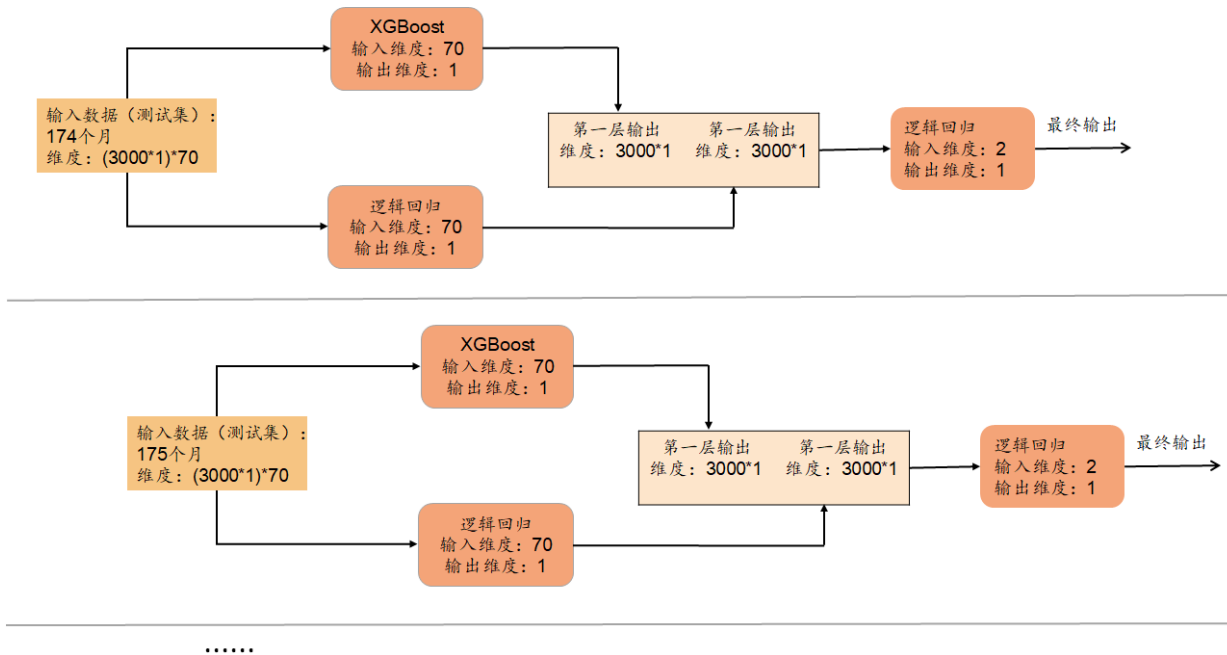 XGBoost
输入维度：70
输出维度：1
输入数据（测试集）：
174个月
维度：(3000*1)*70
第一层输出 第一层输出
维度：3000*1 维度：3000*1
逻辑回归
输入维度：2
输出维度：1
最终输出
逻辑回归
输入维度：70
输出维度：1
XGBoost
输入维度：70
输出维度：1
输入数据（测试集）：
175个月
维度：(3000*1)*70
第一层输出 第一层输出
维度：3000*1 维度：3000*1
逻辑回归
输入维度：2
输出维度：1
最终输出
逻辑回归
输入维度：70
输出维度：1
......